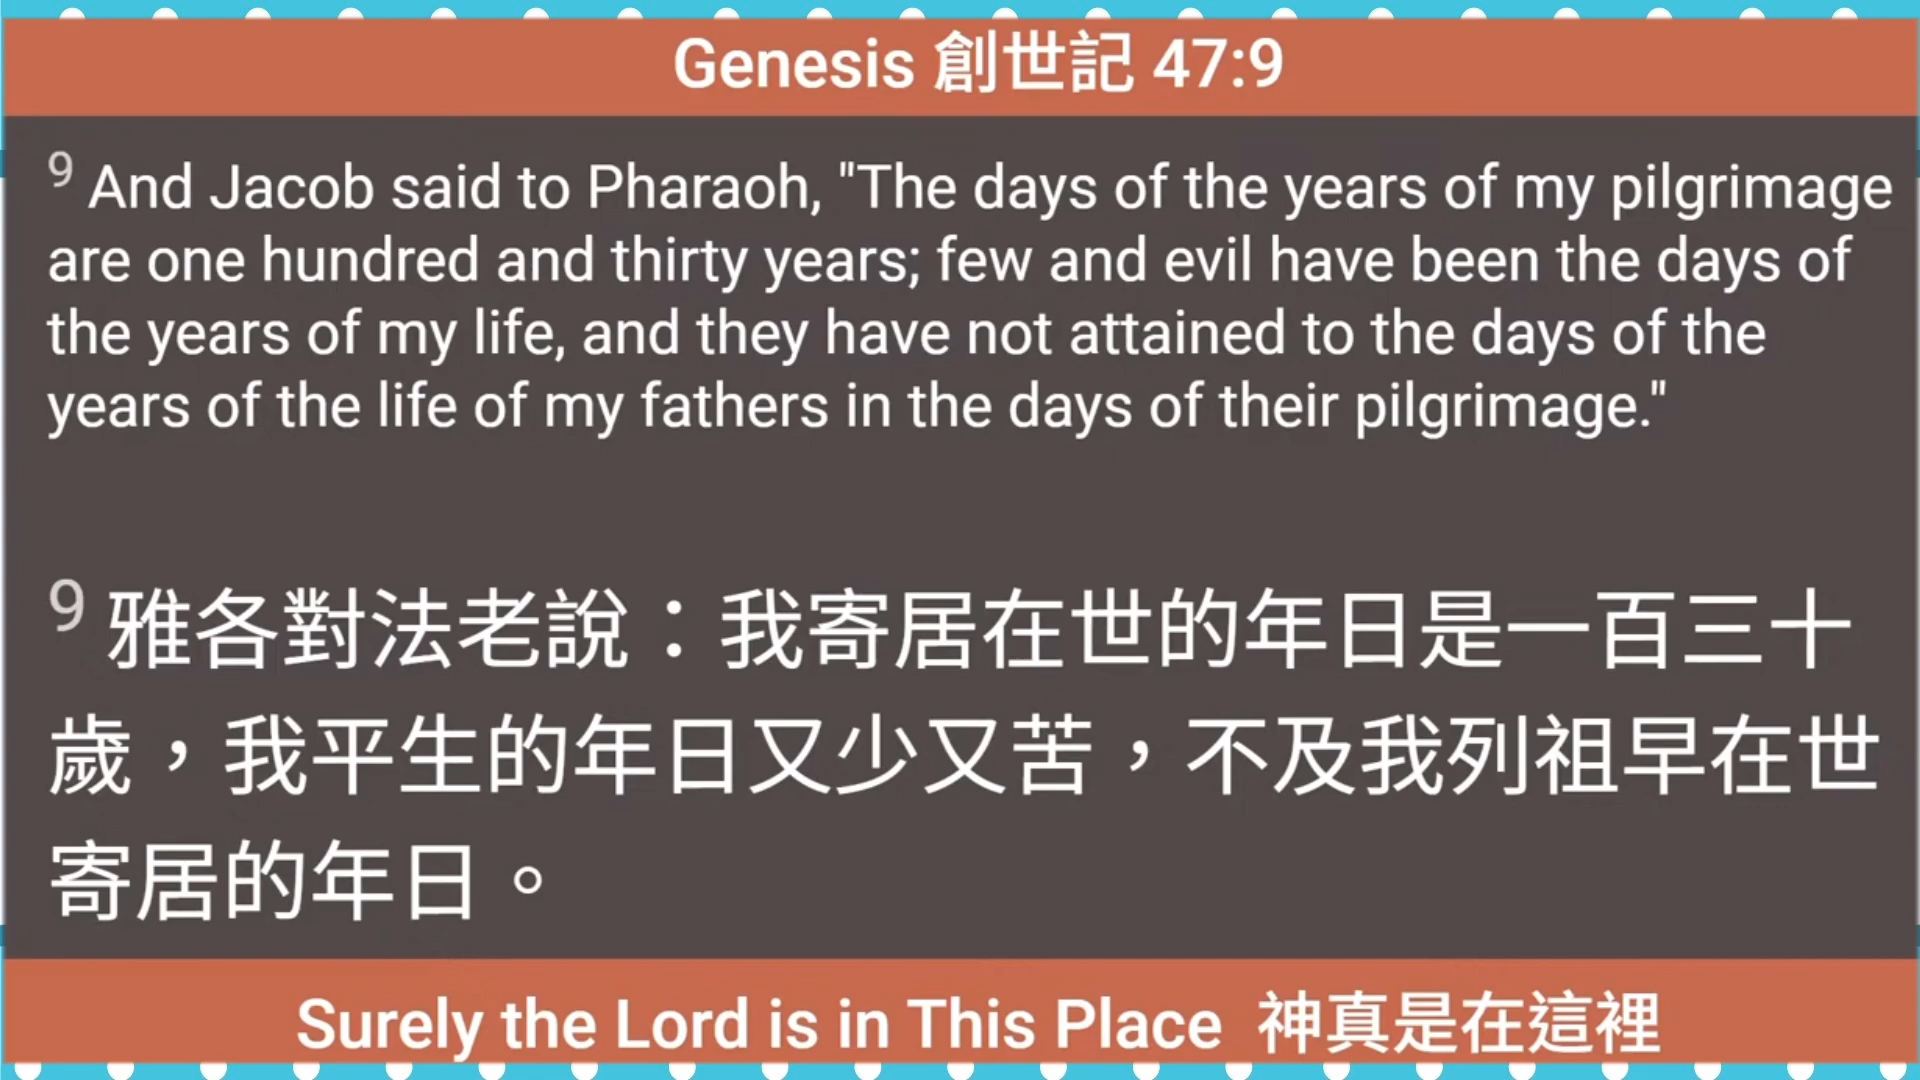 Genesis 創世記 47:9
9 And Jacob said to Pharaoh, "The days of the years of my pilgrimage
are one hundred and thirty years; few and evil have been the days of
the years of my life, and they have not attained to the days of the
years of the life of my fathers in the days of their pilgrimage."
9 雅各對法老說：我寄居在世的年日是一百三十
歲，我平生的年日又少又苦，不及我列祖早在世
寄居的年日。
Surely the Lord is in This Place 神真是在這裡